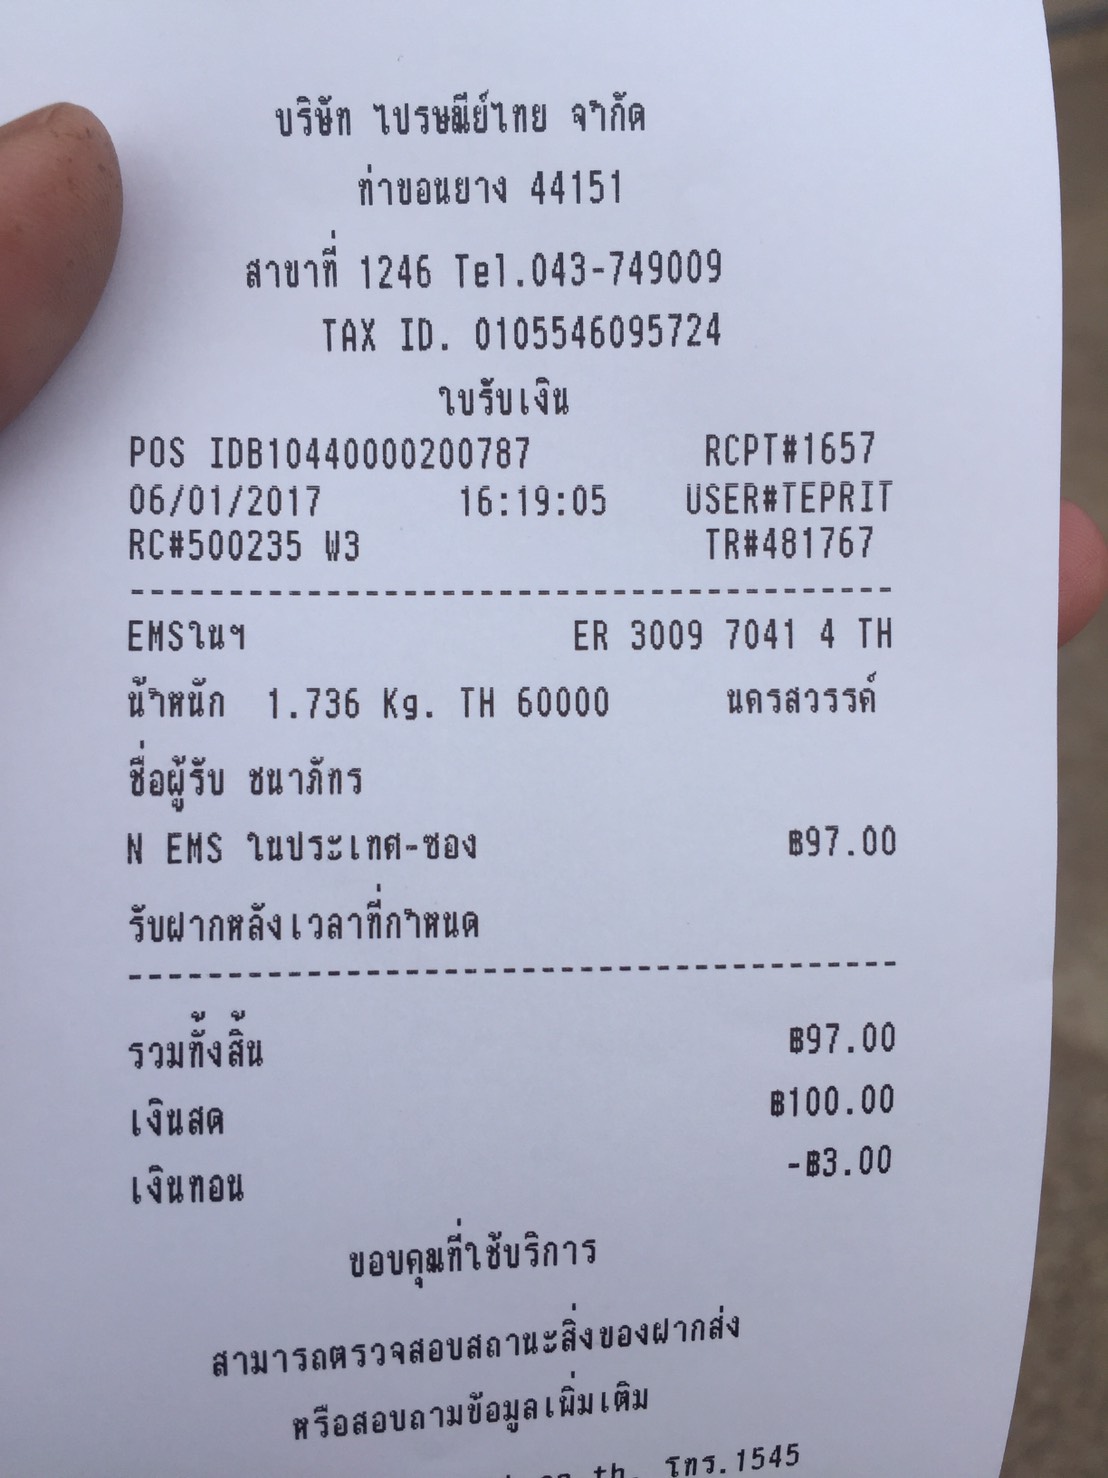 บริษัท ไปรษณีย์ไทย จำกัด
ท่าขอนยาง 44151
สาขาที่ 1246 Tel.043-749009
TAX ID. 0105546095724
ใบรับเงิน
POS IDB10440000200787 RCPT#1657
06/01/2017 16:19:05 USER#TEPRIT
RC#500235 W3 TR#481767
EMSในฯ ER 3009 7041 4 TH
น้ำหนัก 1.736 Kg. TH 60000 นครสวรรค์
ชื่อผู้รับ ชนาภัทร
N EMS ในประเทศ-ซอง ฿97.00
รับฝากหลังเวลาที่กำหนด
รวมทั้งสิ้น ฿97.00
เงินสด ฿100.00
เงินทอน -฿3.00
ขอบคุณที่ใช้บริการ
สามารถตรวจสอบสถานะสิ่งของฝากส่ง
หรือสอบถามข้อมูลเพิ่มเติม
th. โทร.1545